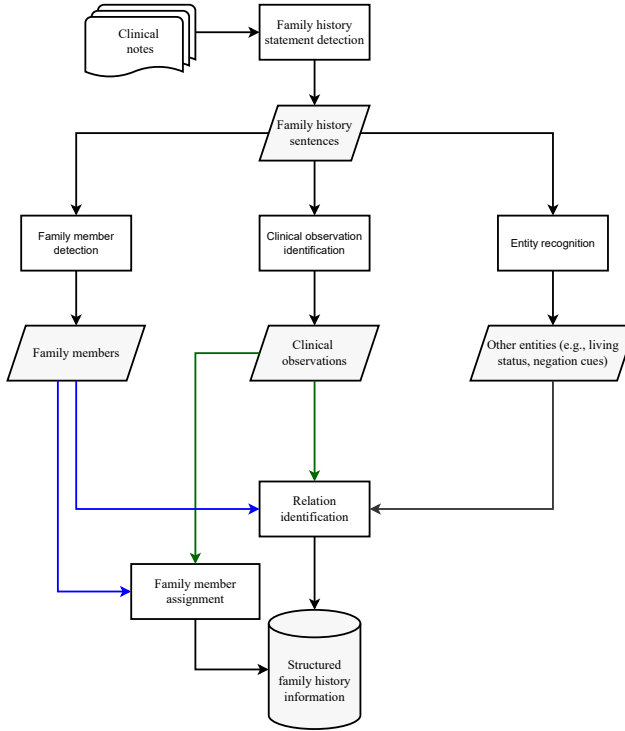 Clinical
notes
Family history
statement detection
Family history
sentences
Family member
detection
Clinical observation
identification
Entity recognition
Family members
Clinical
observations
Other entities (e.g., living
status, negation cues)
Relation
identification
Family member
assignment
Structured
family history
information